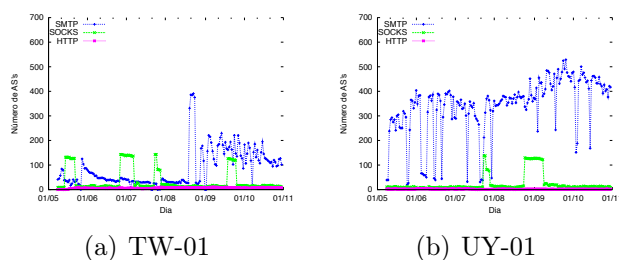 SMTP
SOCKS
HTTP
Número de AS's
700
600
500
400
300
200
100
0
01/05 01/06 01/07 01/08 01/09 01/10 01/11
Dia
(a) TW-01
SMTP
SOCKS
HTTP
Número de AS's
700
600
500
400
300
200
100
0
01/05 01/06 01/07 01/08 01/09 01/10 01/1
Dia
(b) UY-01